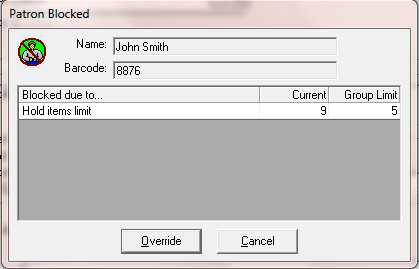 Patron Blocked
Name: John Smith
Barcode: 8876
Blocked due to... Current Group Limit
Hold items limit 9 5
Override Cancel